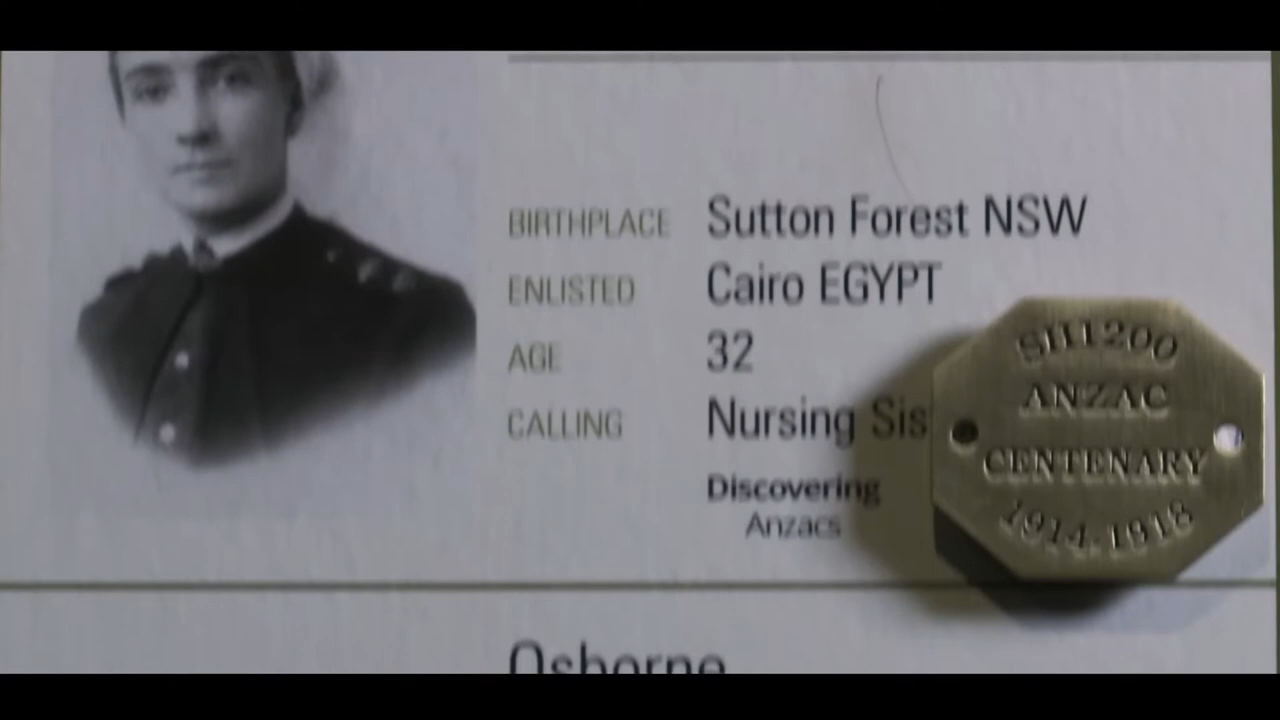 BIRTHPLACE Sutton Forest NSW
ENLISTED Cairo EGYPT
AGE 32
CALLING Nursing Sis
Discovering
Anzacs
SH1200
ANZAC
CENTENARY
1914-1918
Osborne